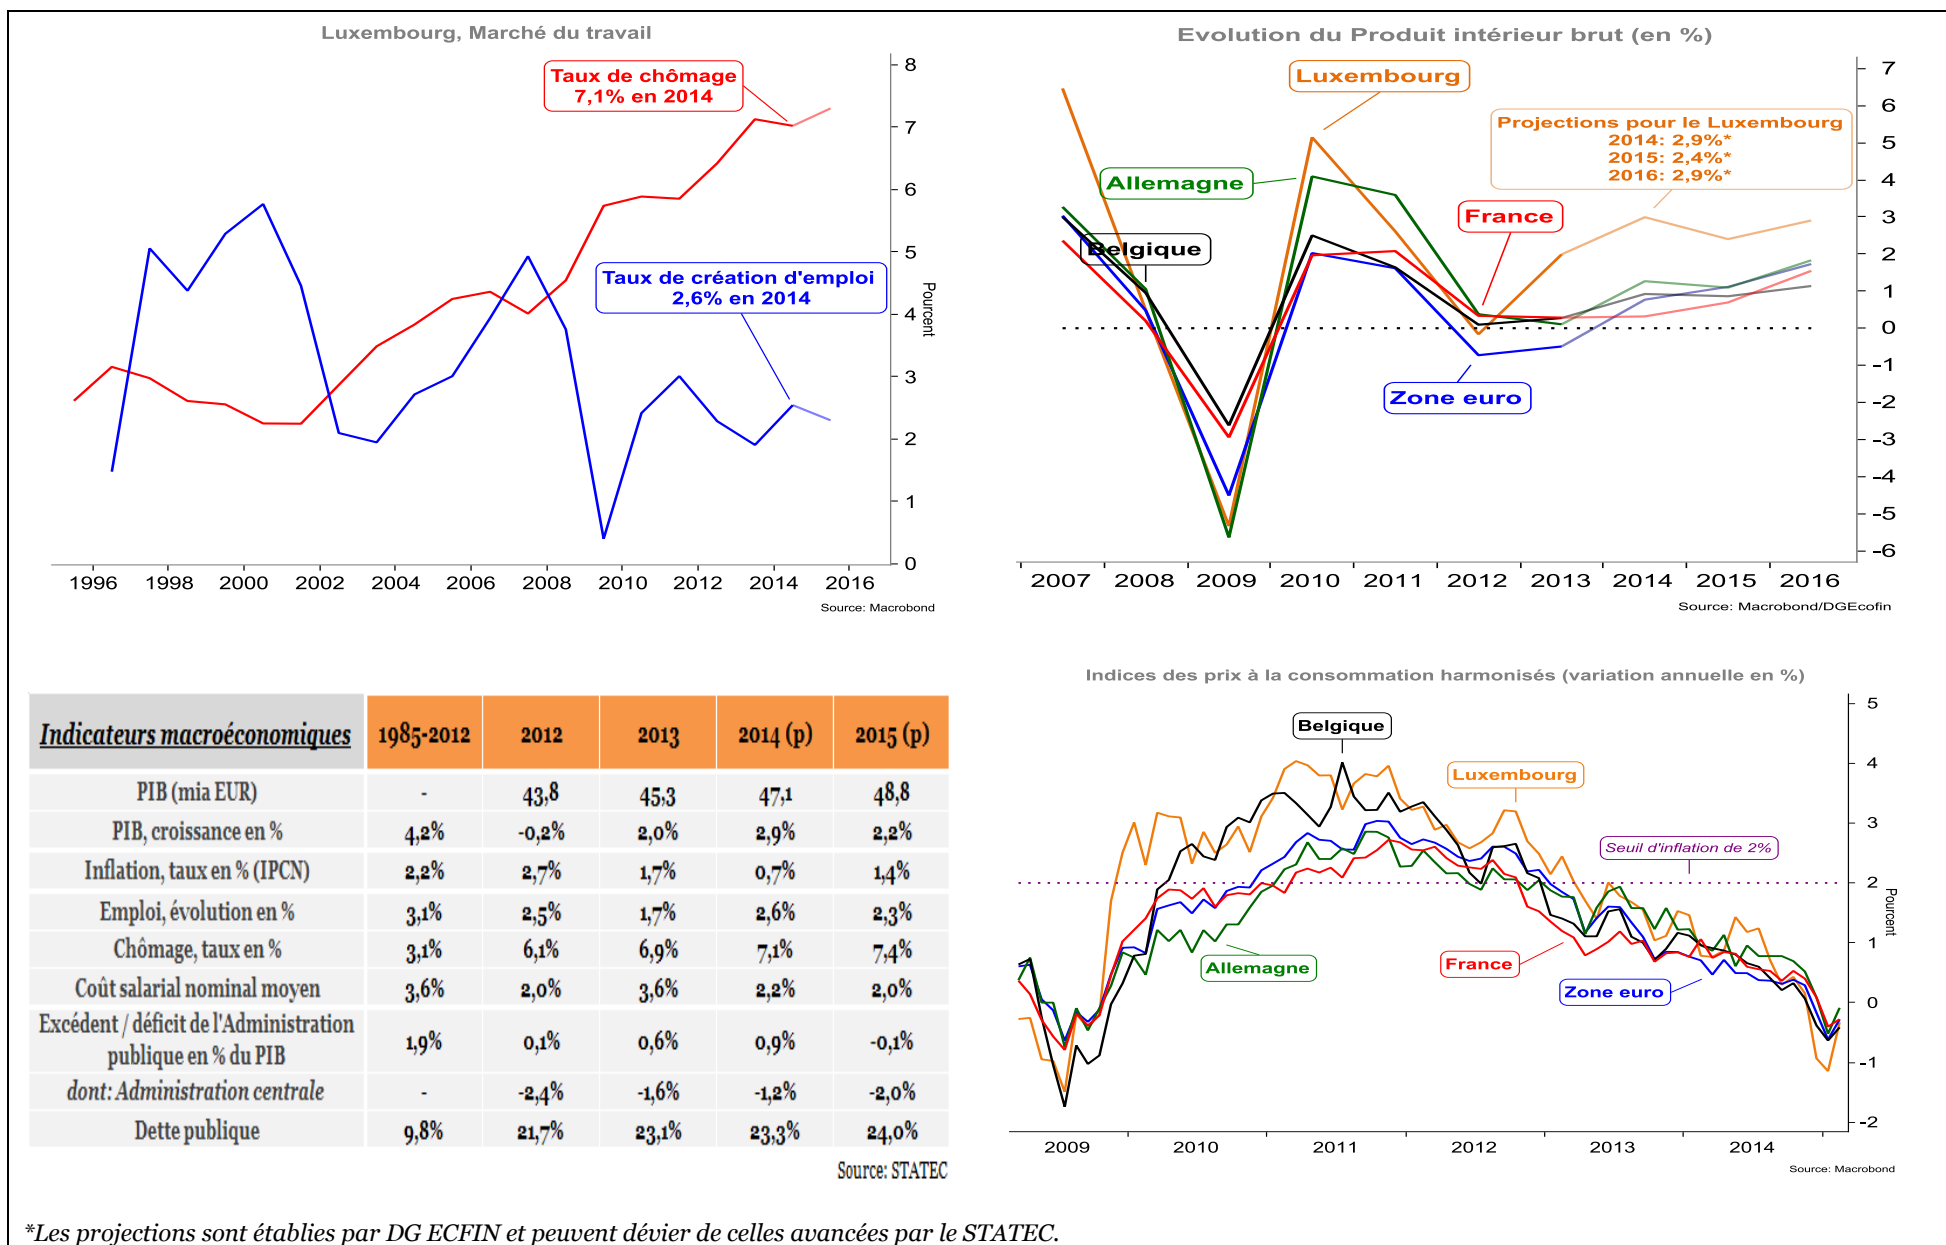 Luxembourg, Marché du travail
Taux de chômage
7,1% en 2014
Taux de création d'emploi
2,6% en 2014
8
7
6
5
4
3
2
1
0
Pourcent
1996 1998 2000 2002 2004 2006 2008 2010 2012 2014 2016
Source: Macrobond
Evolution du Produit intérieur brut (en %)
Luxembourg
Projections pour le Luxembourg
2014: 2,9%*
2015: 2,4%*
2016: 2,9%*
Allemagne
France
Belgique
Zone euro
7
6
5
4
3
2
1
0
-1
-2
-3
-4
-5
-6
2007 2008 2009 2010 2011 2012 2013 2014 2015 2016
Source: Macrobond/DGEcofin
Indicateurs macroéconomiques 1985-2012 2012 2013 2014 (p) 2015 (p)
PIB (mia EUR) - 43,8 45,3 47,1 48,8
PIB, croissance en % 4,2% -0,2% 2,0% 2,9% 2,2%
Inflation, taux en % (IPCN) 2,2% 2,7% 1,7% 0,7% 1,4%
Emploi, évolution en % 3,1% 2,5% 1,7% 2,6% 2,3%
Chômage, taux en % 3,1% 6,1% 6,9% 7,1% 7,4%
Coût salarial nominal moyen 3,6% 2,0% 3,6% 2,2% 2,0%
Excédent / déficit de l'Administration
publique en % du PIB 1,9% 0,1% 0,6% 0,9% -0,1%
dont: Administration centrale - -2,4% -1,6% -1,2% -2,0%
Dette publique 9,8% 21,7% 23,1% 23,3% 24,0%
Source: STATEC
Indices des prix à la consommation harmonisés (variation annuelle en %)
Belgique
Luxembourg
Seuil d'inflation de 2%
Allemagne
France
Zone euro
5
4
3
2
1
0
-1
-2
Pourcent
2009 2010 2011 2012 2013 2014
Source: Macrobond
*Les projections sont établies par DG ECFIN et peuvent dévier de celles avancées par le STATEC.